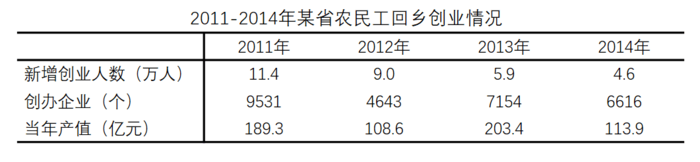 2011-2014年某省农民工回乡创业情况
2011年 2012年 2013年 2014年
新增创业人数（万人） 11.4 9.0 5.9 4.6
创办企业（个） 9531 4643 7154 6616
当年产值（亿元） 189.3 108.6 203.4 113.9